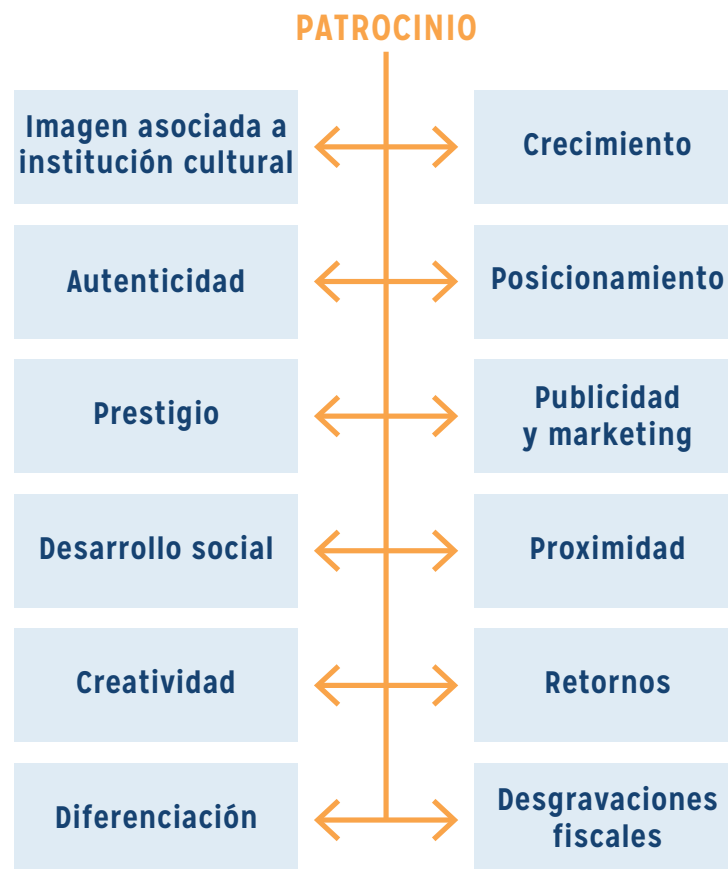 PATROCINIO
Imagen asociada a
institución cultural
Crecimiento
Autenticidad
Posicionamiento
Prestigio
Publicidad
y marketing
Desarrollo social
Proximidad
Creatividad
Retornos
Diferenciación
Desgravaciones
fiscales